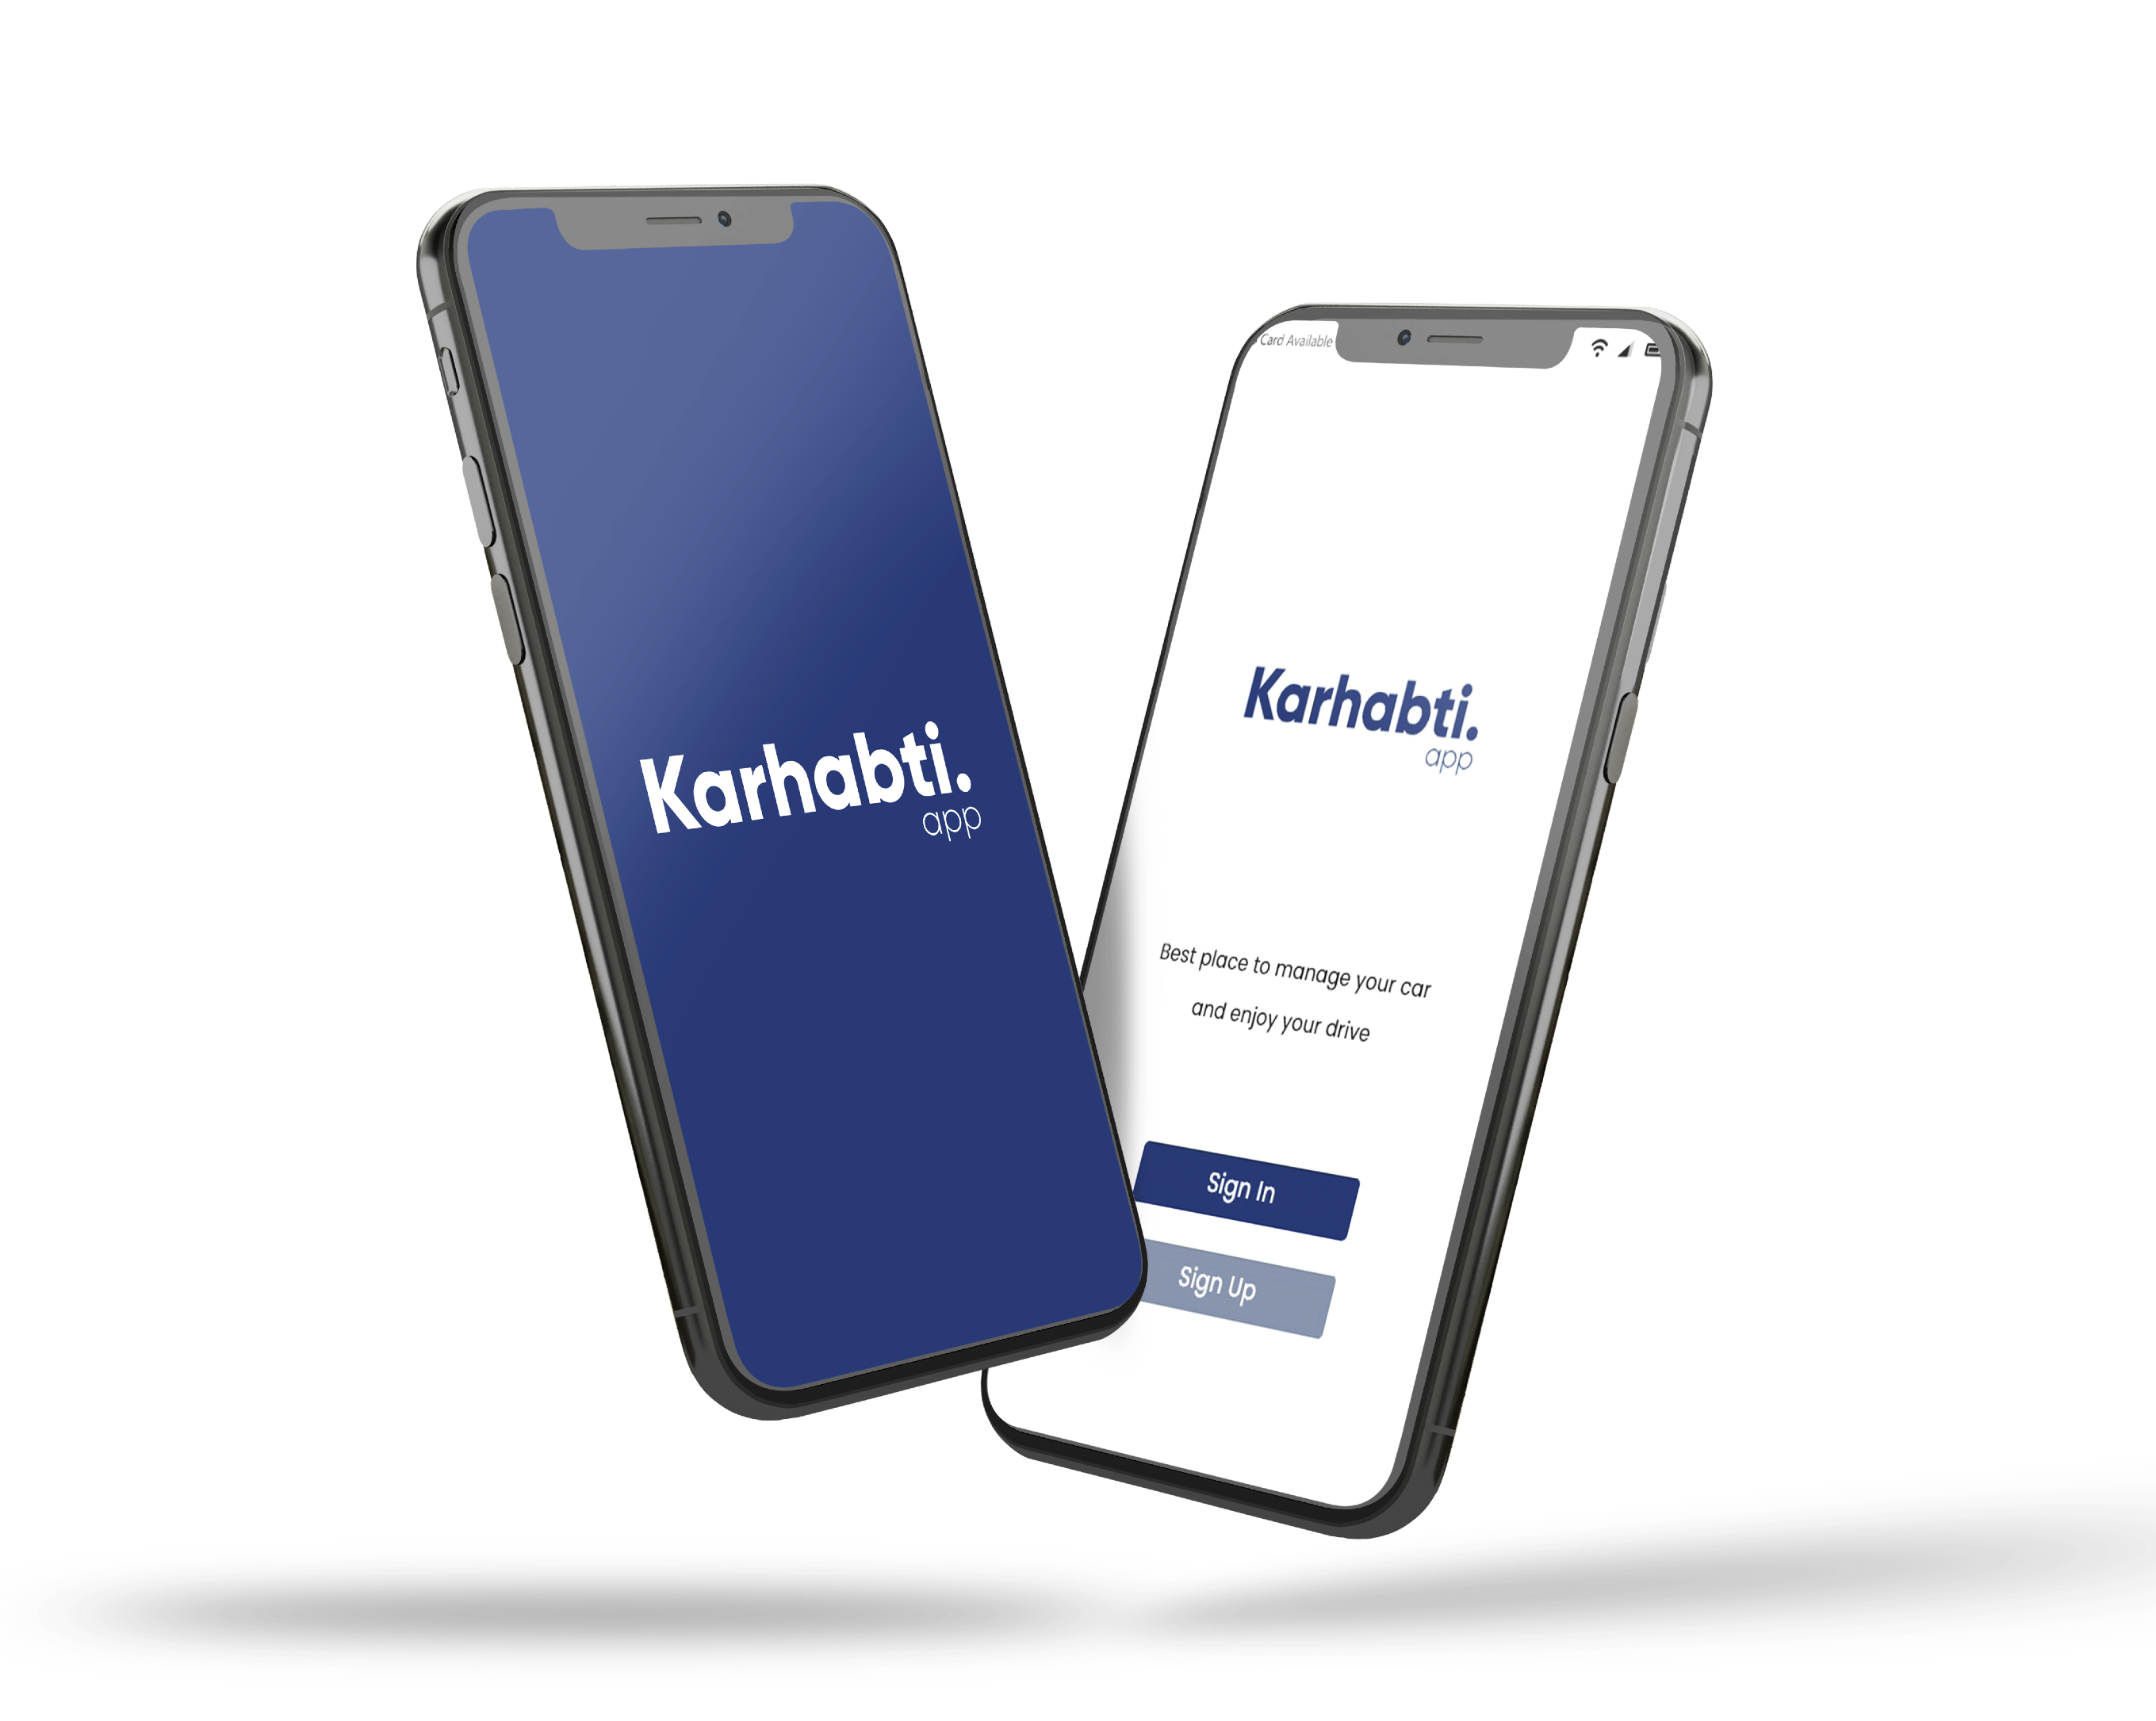 Karhabti.
app
Card Available
Karhabti.
app
Best place to manage your car
and enjoy your drive
Sign In
Sign Up